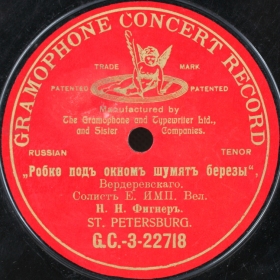 GRAMOPHONE CONCERT RECORD
TRADE MARK
PATENTED PATENTED
Manufactured by
The Gramophone and Typewriter Ltd.,
and Sister Companies.
RUSSIAN TENOR
„Робко подъ окномъ шумятъ березы“,
Вердеревскаго.
Солистъ Е. ИМП. Вел.
Н. Н. Фигнеръ.
ST. PETERSBURG.
G.C.-3-22718